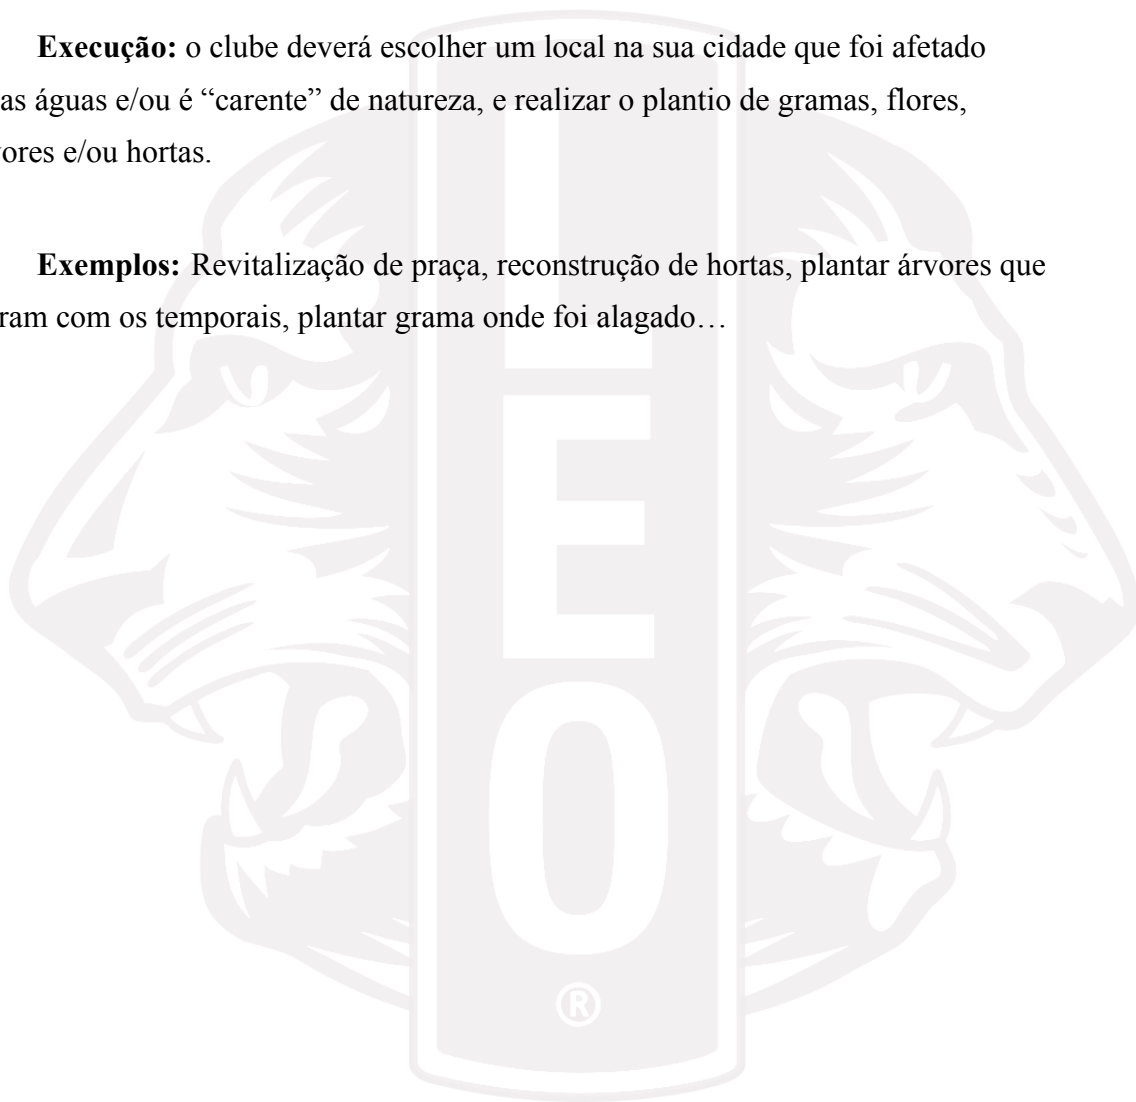 Execução: o clube deverá escolher um local na sua cidade que foi afetado
as águas e/ou é “carente” de natureza, e realizar o plantio de gramas, flores,
ores e/ou hortas.
Exemplos: Revitalização de praça, reconstrução de hortas, plantar árvores que
ram com os temporais, plantar grama onde foi alagado…
L
E
O
®